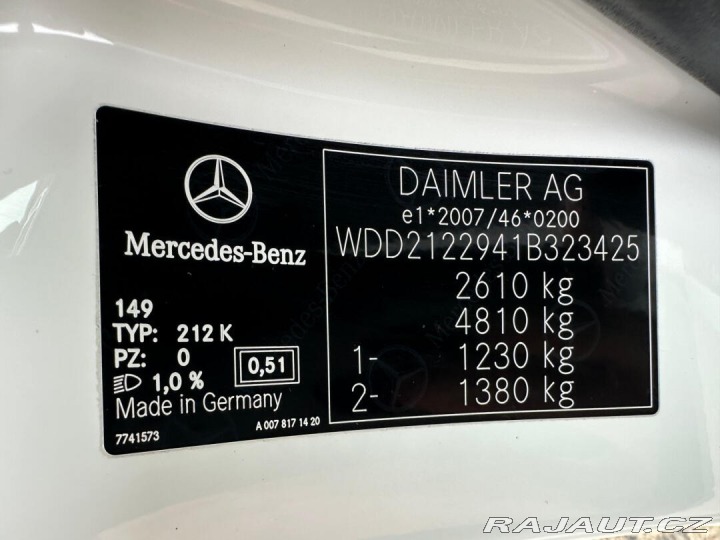 Mercedes-Benz
149
TYP: 212 K
PZ: 0
1,0 %
0,51
Made in Germany
7741573
A 007 817 14 20
DAIMLER AG
e1*2007/46*0200
WDD2122941B323425
2610 kg
4810 kg
1- 1230 kg
2- 1380 kg
RAJAUT.CZ